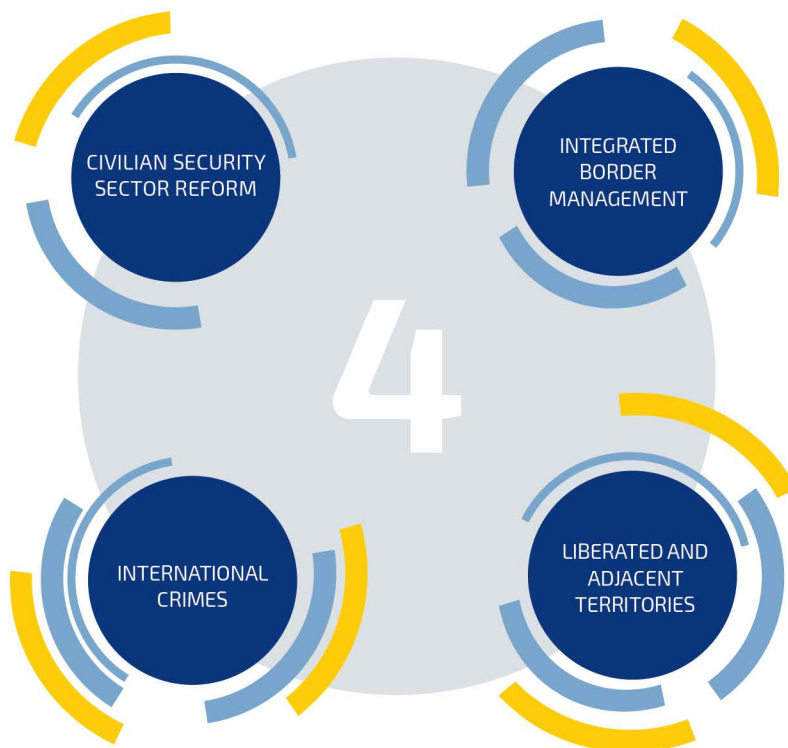 CIVILIAN SECURITY
SECTOR REFORM
INTEGRATED
BORDER
MANAGEMENT
4
INTERNATIONAL
CRIMES
LIBERATED AND
ADJACENT
TERRITORIES